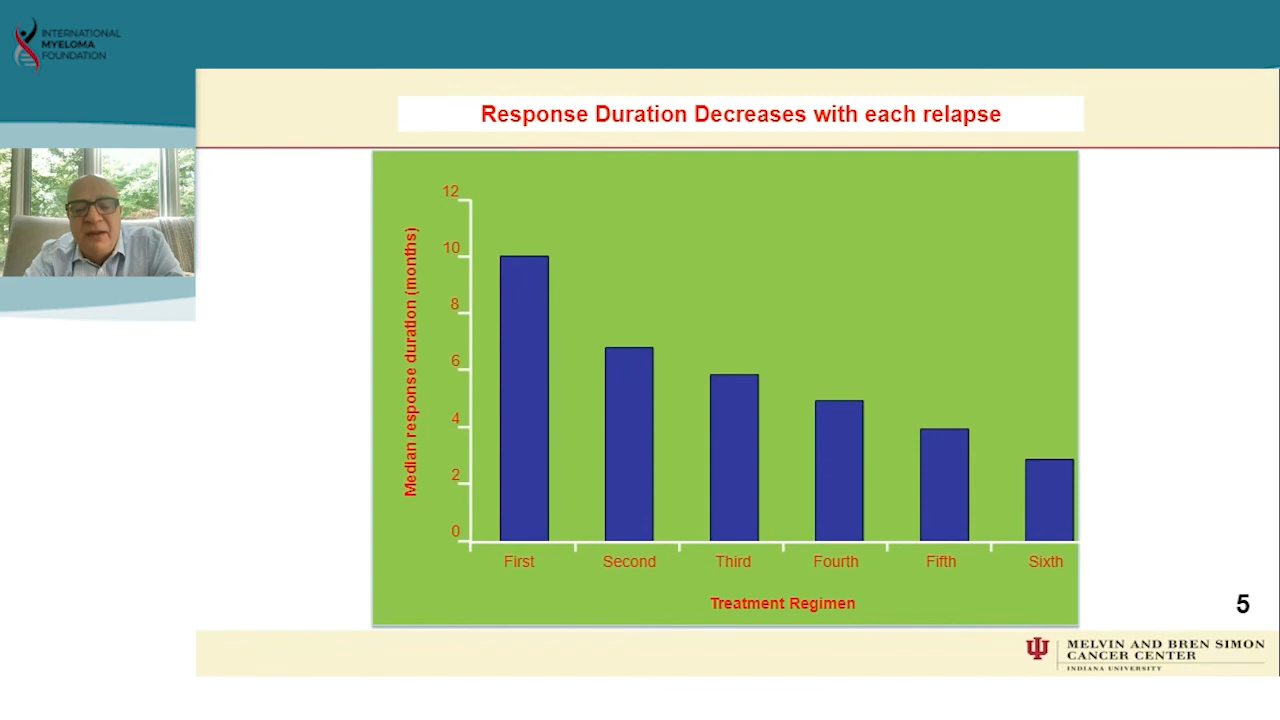 INTERNATIONAL
MYELOMA
FOUNDATION
Response Duration Decreases with each relapse
Median response duration (months)
12
10
8
6
4
2
0
First Second Third Fourth Fifth Sixth
Treatment Regimen
5
MELVIN AND BREN SIMON
CANCER CENTER
INDIANA UNIVERSITY